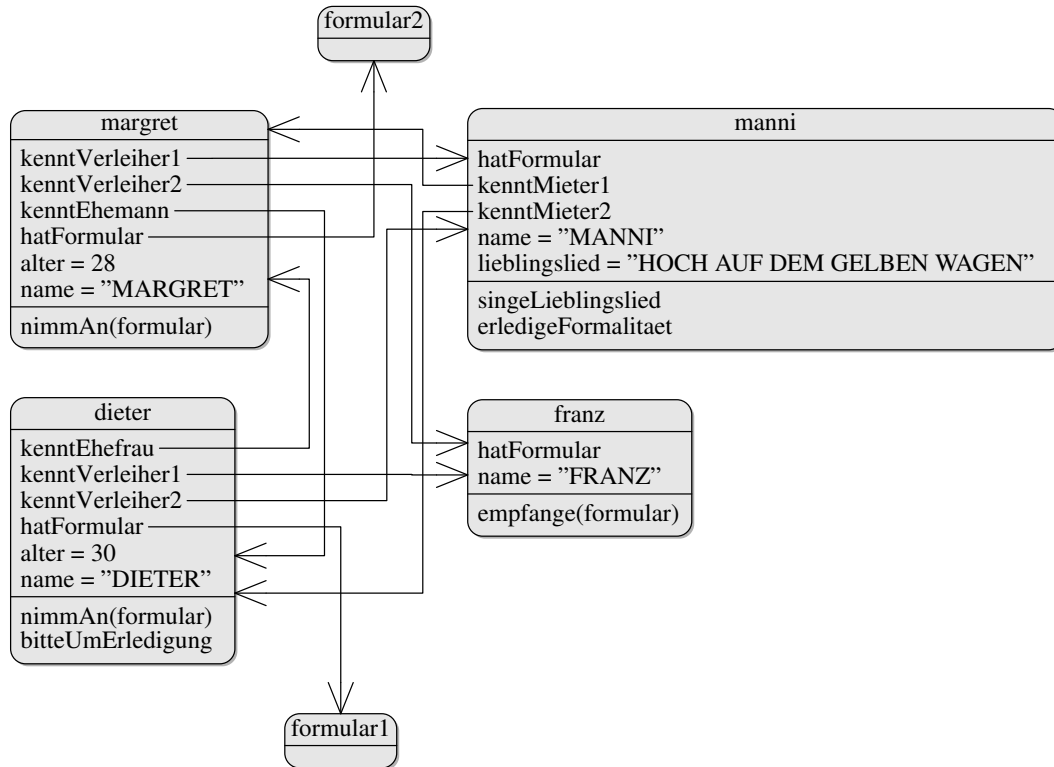 formular2
margret
kenntVerleiher1
kenntVerleiher2
kenntEhemann
hatFormular
alter = 28
name = ”MARGRET”
nimmAn(formular)
manni
hatFormular
kenntMieter1
kenntMieter2
name = ”MANNI”
lieblingslied = ”HOCH AUF DEM GELBEN WAGEN”
singeLieblingslied
erledigeFormalitaet
dieter
kenntEhefrau
kenntVerleiher1
kenntVerleiher2
hatFormular
alter = 30
name = ”DIETER”
nimmAn(formular)
bitteUmErledigung
franz
hatFormular
name = ”FRANZ”
empfange(formular)
formular1